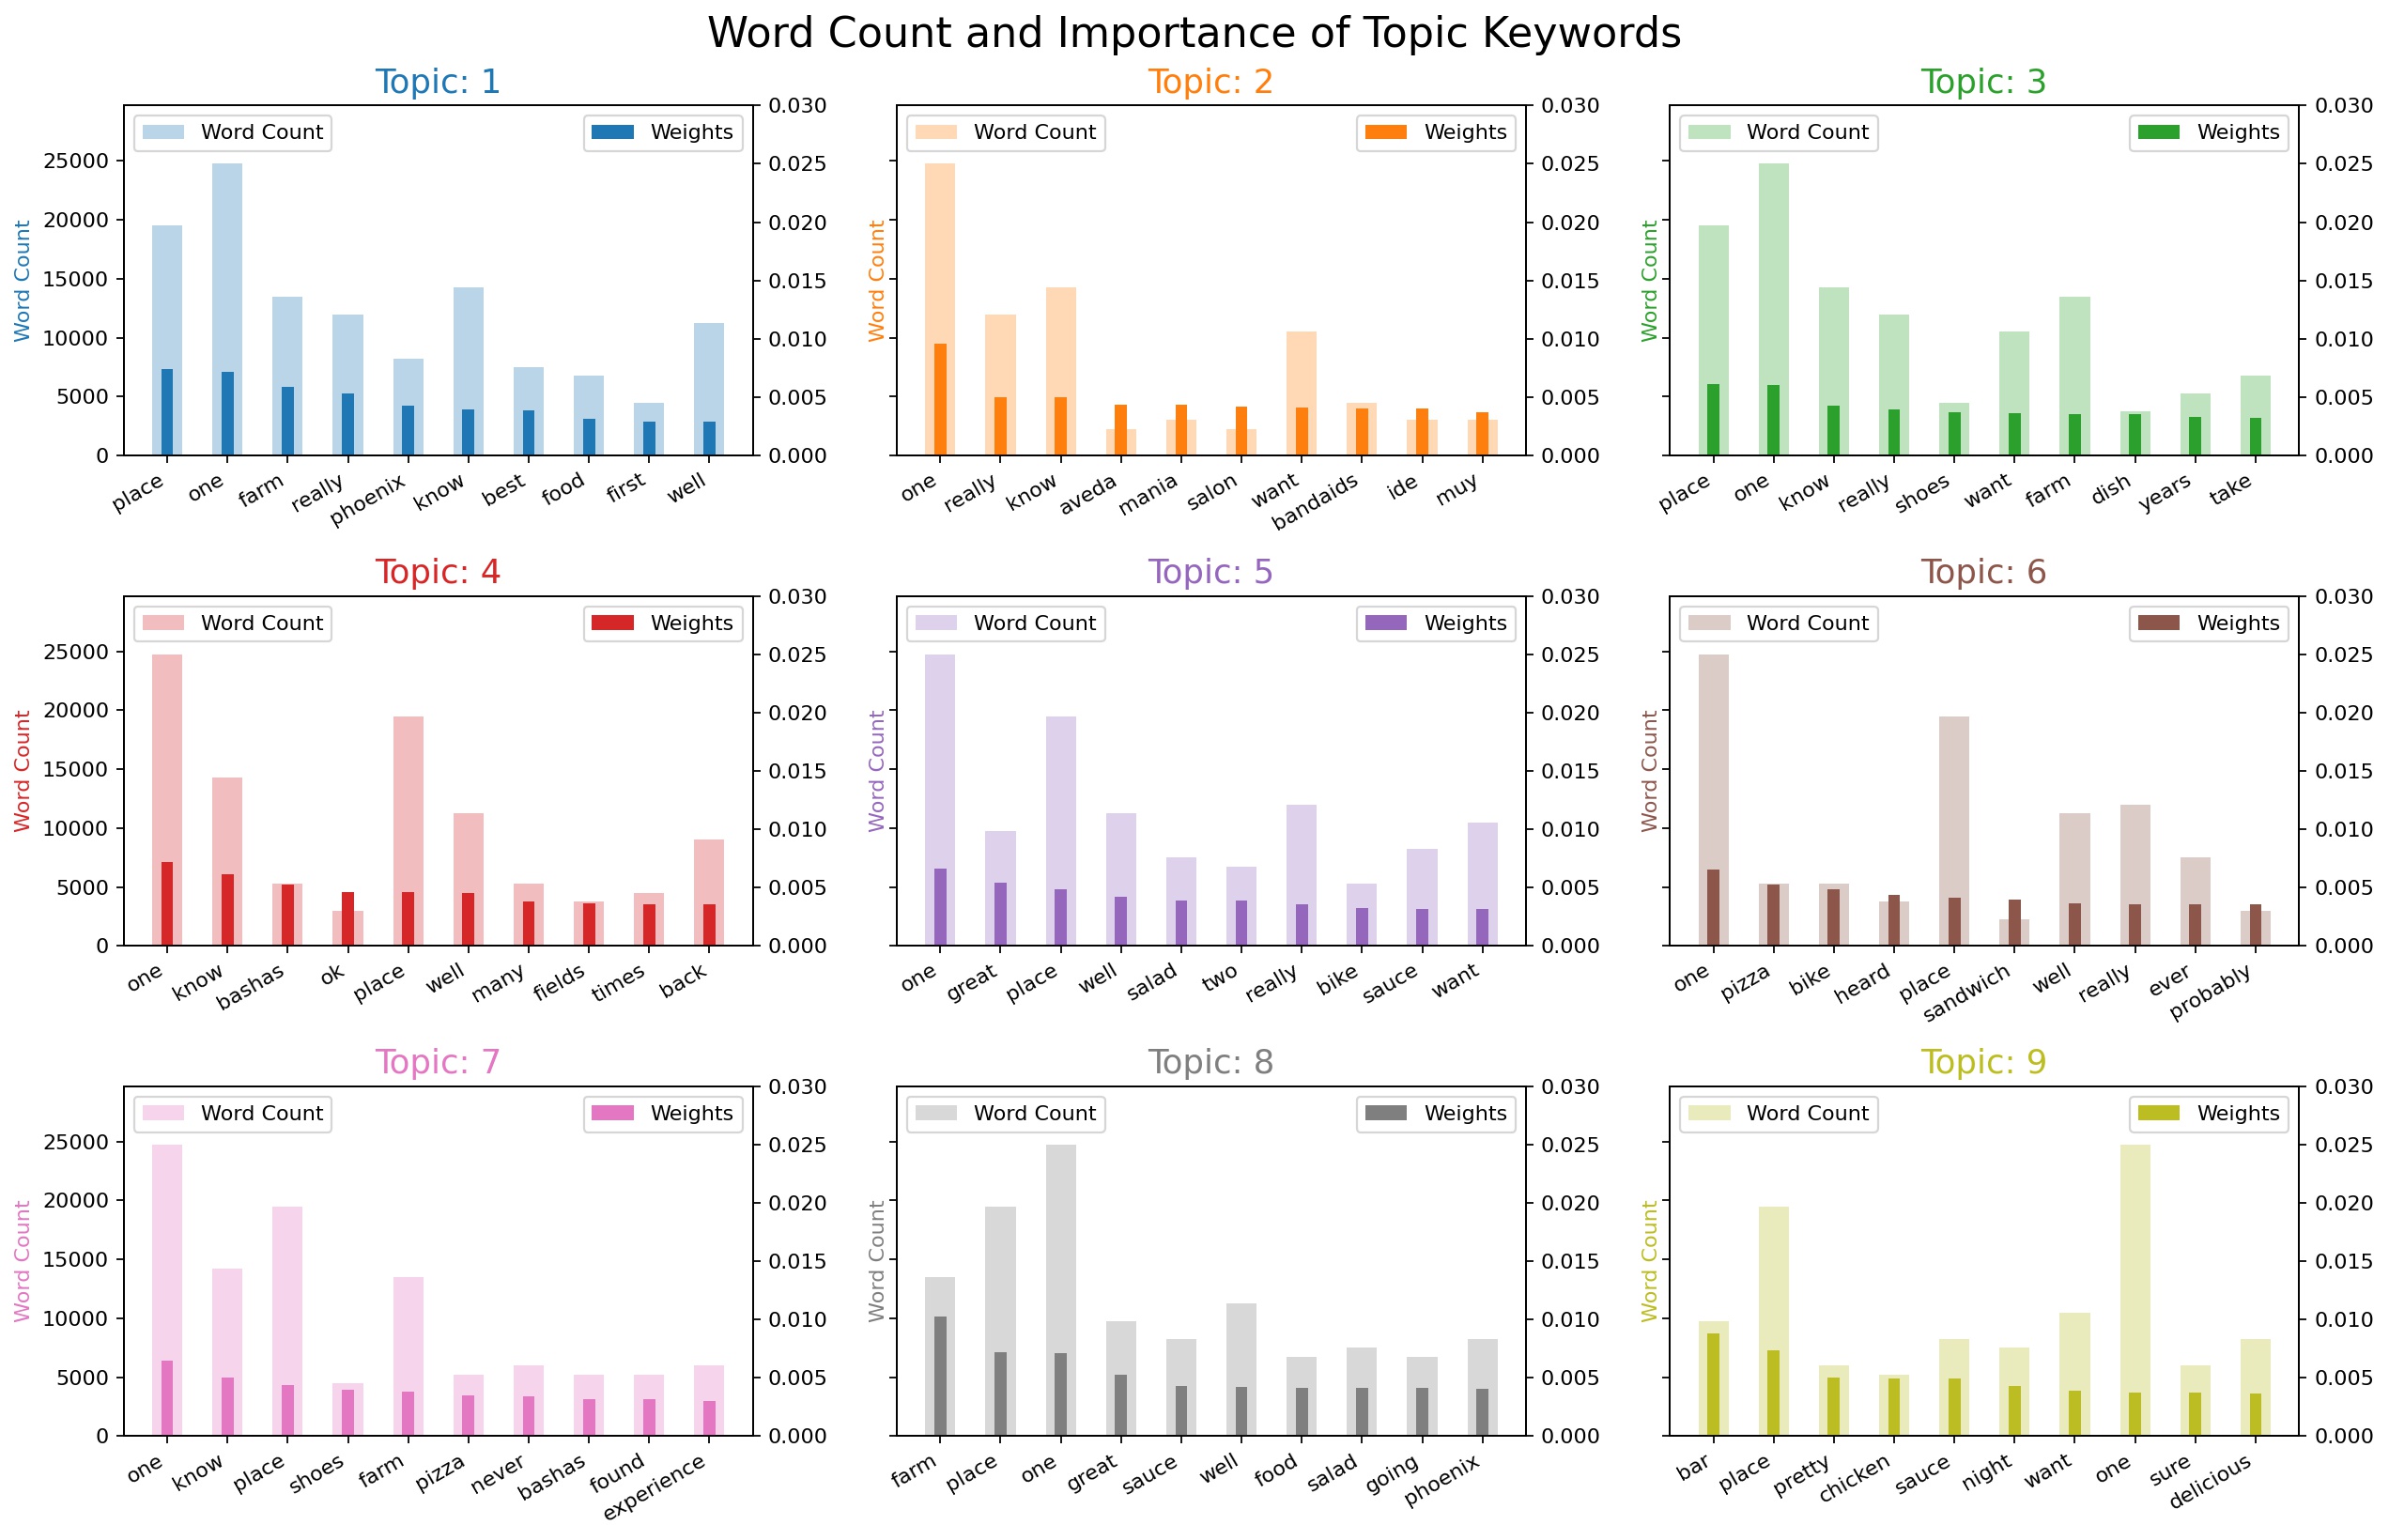 Word Count and Importance of Topic Keywords
Topic: 1
Word Count
Weights
Word Count
25000
20000
15000
10000
5000
0
0.030
0.025
0.020
0.015
0.010
0.005
0.000
place one farm really phoenix know best food first well
Topic: 2
Word Count
Weights
Word Count
0.030
0.025
0.020
0.015
0.010
0.005
0.000
one really know aveda mania salon want bandaids ide muy
Topic: 3
Word Count
Weights
Word Count
0.030
0.025
0.020
0.015
0.010
0.005
0.000
place one know really shoes want farm dish years take
Topic: 4
Word Count
Weights
Word Count
25000
20000
15000
10000
5000
0
0.030
0.025
0.020
0.015
0.010
0.005
0.000
one know bashas ok place well many fields times back
Topic: 5
Word Count
Weights
Word Count
0.030
0.025
0.020
0.015
0.010
0.005
0.000
one great place well salad two really bike sauce want
Topic: 6
Word Count
Weights
Word Count
0.030
0.025
0.020
0.015
0.010
0.005
0.000
one pizza bike heard place sandwich well really ever probably
Topic: 7
Word Count
Weights
Word Count
25000
20000
15000
10000
5000
0
0.030
0.025
0.020
0.015
0.010
0.005
0.000
one know place shoes farm pizza never bashas found experience
Topic: 8
Word Count
Weights
Word Count
0.030
0.025
0.020
0.015
0.010
0.005
0.000
farm place one great sauce well food salad going phoenix
Topic: 9
Word Count
Weights
Word Count
0.030
0.025
0.020
0.015
0.010
0.005
0.000
bar place pretty chicken sauce night want one sure delicious